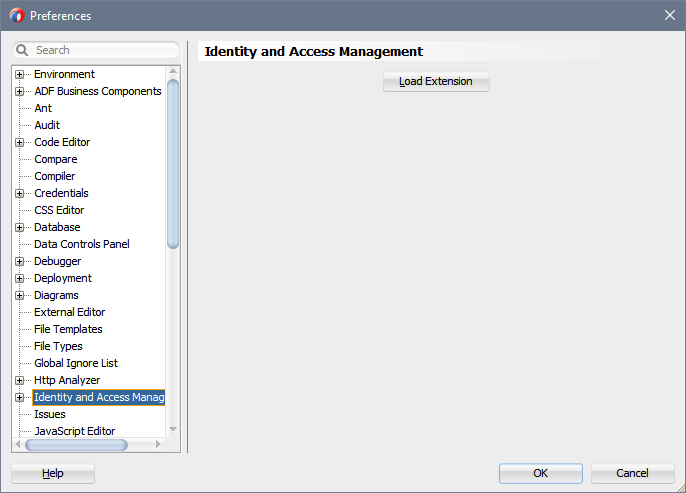 Preferences
Search
Environment
ADF Business Components
Ant
Audit
Code Editor
Compare
Compiler
Credentials
CSS Editor
Database
Data Controls Panel
Debugger
Deployment
Diagrams
External Editor
File Templates
File Types
Global Ignore List
Http Analyzer
Identity and Access Manag
Issues
JavaScript Editor
Identity and Access Management
Load Extension
Help
OK
Cancel